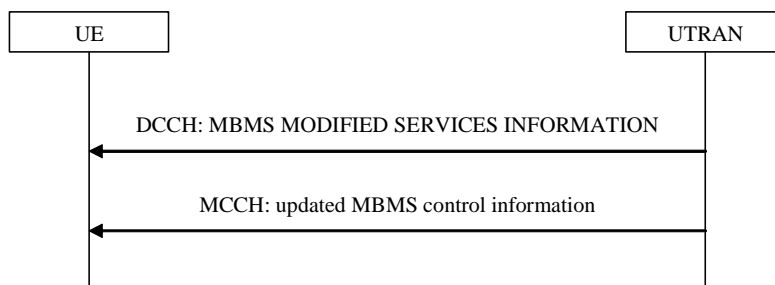 UE
UTRAN
DCCH: MBMS MODIFIED SERVICES INFORMATION
MCCH: updated MBMS control information